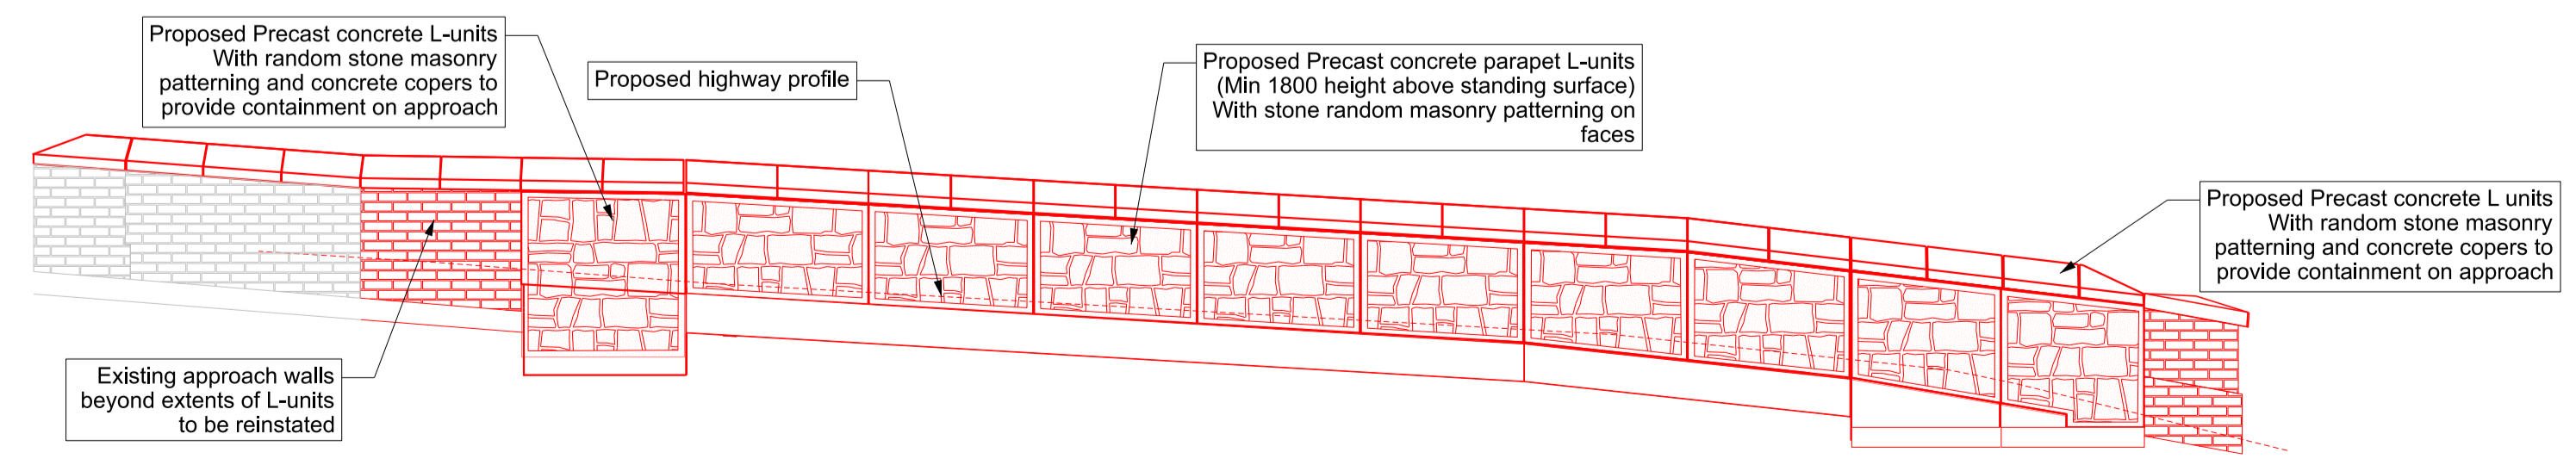 Proposed Precast concrete L-units
With random stone masonry
patterning and concrete copers to
provide containment on approach
Proposed highway profile
Proposed Precast concrete parapet L-units
(Min 1800 height above standing surface)
With stone random masonry patterning on
faces
Proposed Precast concrete L units
With random stone masonry
patterning and concrete copers to
provide containment on approach
Existing approach walls
beyond extents of L-units
to be reinstated